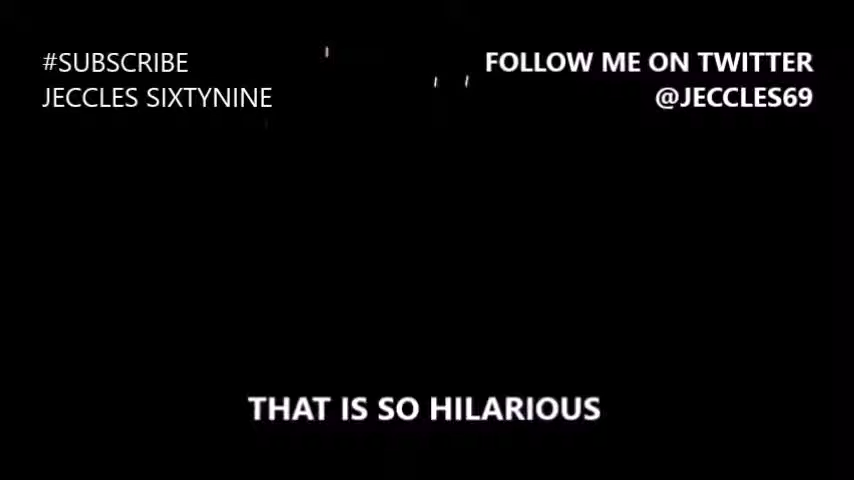 #SUBSCRIBE
JECCLES SIXTYNINE
FOLLOW ME ON TWITTER
@JECCLES69
THAT IS SO HILARIOUS